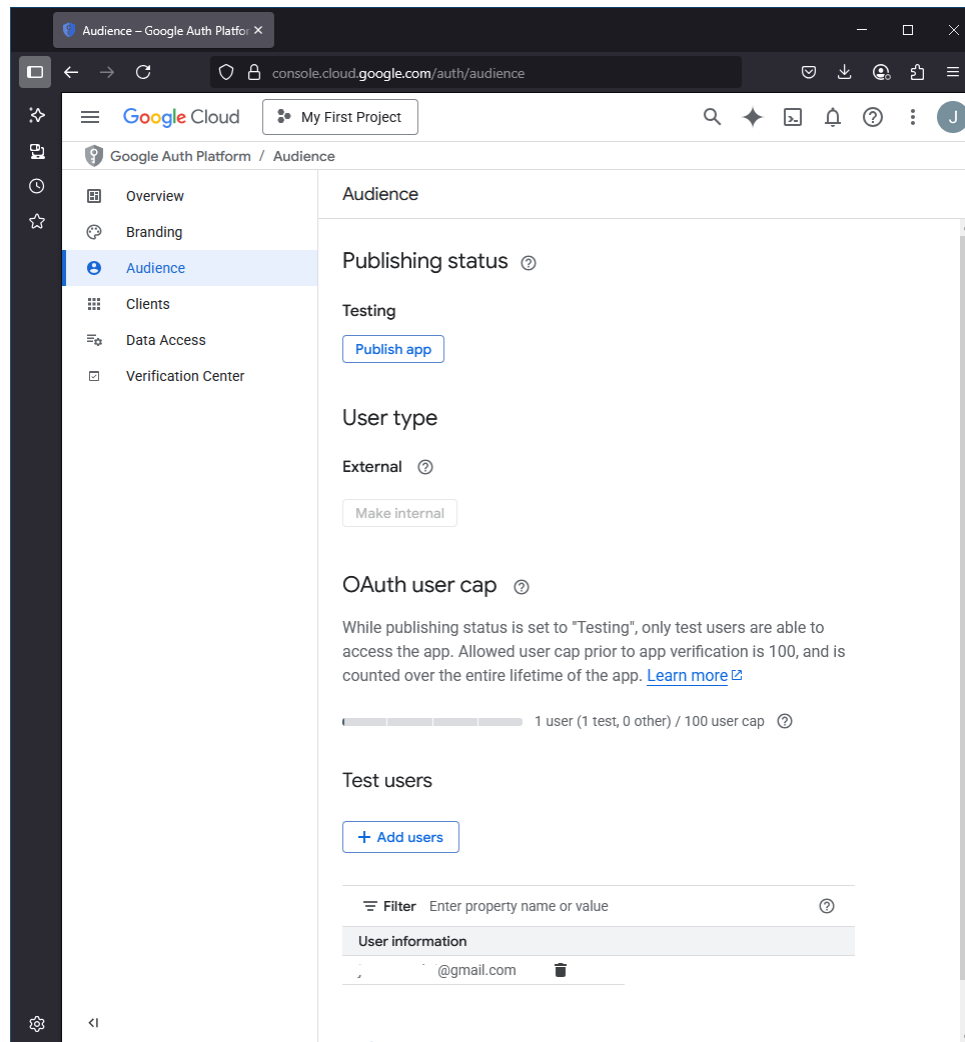 Audience – Google Auth Platfor
console.cloud.google.com/auth/audience
Google Cloud
My First Project
J
Google Auth Platform / Audience
Overview
Branding
Audience
Clients
Data Access
Verification Center
Audience
Publishing status
Testing
Publish app
User type
External
Make internal
OAuth user cap
While publishing status is set to "Testing", only test users are able to
access the app. Allowed user cap prior to app verification is 100, and is
counted over the entire lifetime of the app. Learn more
1 user (1 test, 0 other) / 100 user cap
Test users
+ Add users
Filter Enter property name or value
User information
@gmail.com